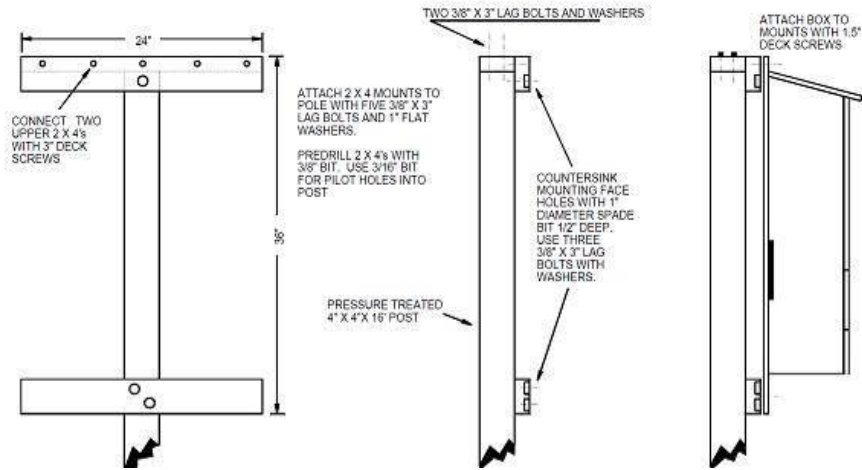 24"
CONNECT TWO
UPPER 2 X 4's
WITH 3" DECK
SCREWS
36"
TWO 3/8" X 3" LAG BOLTS AND WASHERS
ATTACH 2 X 4 MOUNTS TO
POLE WITH FIVE 3/8" X 3"
LAG BOLTS AND 1" FLAT
WASHERS.
PREDRILL 2 X 4's WITH
3/8" BIT. USE 3/16" BIT
FOR PILOT HOLES INTO
POST
COUNTERSINK
MOUNTING FACE
HOLES WITH 1"
DIAMETER SPADE
BIT 1/2" DEEP.
USE THREE
3/8" X 3" LAG
BOLTS WITH
WASHERS.
PRESSURE TREATED
4" X 4"X 16" POST
ATTACH BOX TO
MOUNTS WITH 1.5"
DECK SCREWS